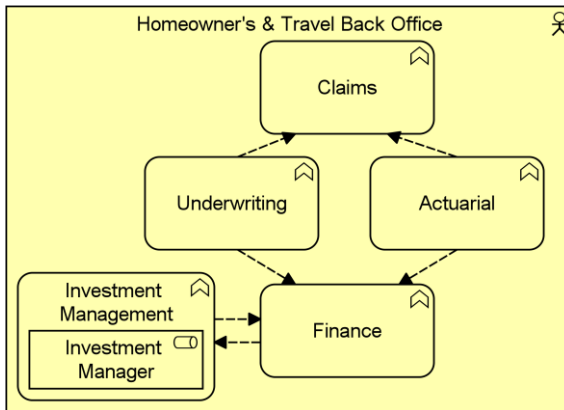 Homeowner's & Travel Back Office
Claims
Underwriting
Actuarial
Investment
Management
Investment
Manager
Finance